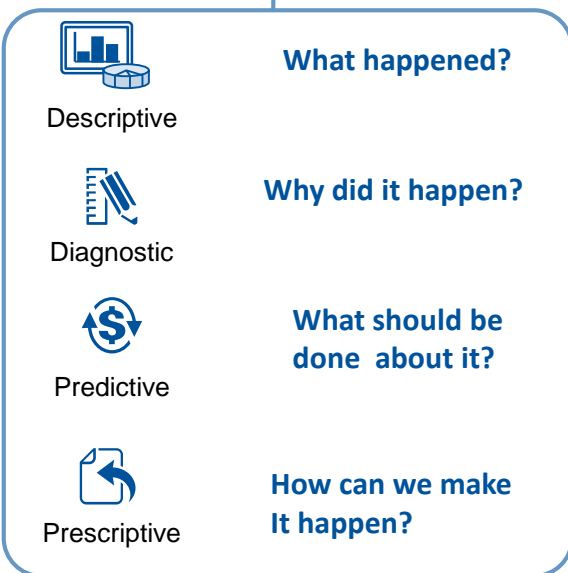 What happened?
Descriptive
Why did it happen?
Diagnostic
What should be
done about it?
$
Predictive
How can we make
It happen?
Prescriptive